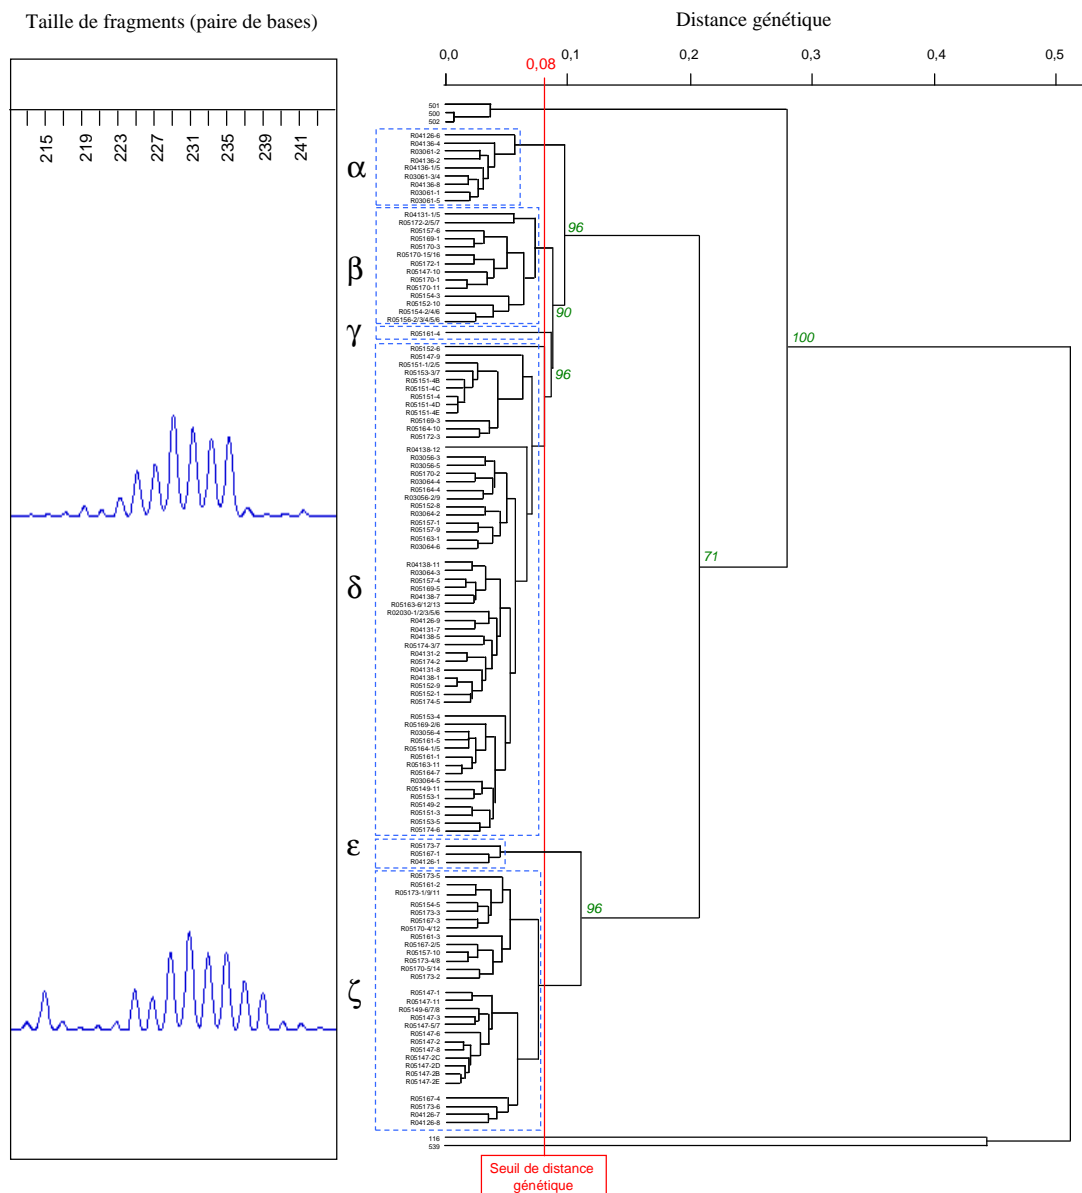 Taille de fragments (paire de bases)
Distance génétique
0,0
0,08
0,1
0,2
0,3
0,4
0,5
215
219
223
227
231
235
239
241
501
500
502
α
R04126-6
R04136-4
R03061-2
R04136-2
R04136-1/5
R03061-3/4
R04136-8
R03061-1
R03061-5
β
R04131-1/5
R05172-2/5/7
R05157-6
R05169-1
R05170-3
R05170-15/16
R05172-1
R05147-10
R05170-1
R05170-11
R05154-3
R05152-10
R05154-2/4/6
R05156-2/3/4/5/6
γ
R05161-4
δ
R05152-6
R05147-9
R05151-1/2/5
R05153-3/7
R05151-4B
R05151-4C
R05151-4
R05151-4D
R05151-4E
R05169-3
R05164-10
R05172-3
R04138-12
R03056-3
R03056-5
R05170-2
R03064-4
R05164-4
R03056-2/9
R05152-8
R03064-2
R05157-1
R05157-9
R05163-1
R03064-6
R04138-11
R03064-3
R05157-4
R05169-5
R04138-7
R05163-6/12/13
R02030-1/2/3/5/6
R04126-9
R04131-7
R04138-5
R05174-3/7
R04131-2
R05174-2
R04131-8
R04138-1
R05152-9
R05152-1
R05174-5
R05153-4
R05169-2/6
R03056-4
R05161-5
R05164-1/5
R05161-1
R05163-11
R05164-7
R03064-5
R05149-11
R05153-1
R05149-2
R05151-3
R05153-5
R05174-6
ε
R05173-7
R05167-1
R04126-1
ζ
R05173-5
R05161-2
R05173-1/9/11
R05154-5
R05173-3
R05167-3
R05170-4/12
R05161-3
R05167-2/5
R05157-10
R05173-4/8
R05170-5/14
R05173-2
R05147-1
R05147-11
R05149-6/7/8
R05147-3
R05147-5/7
R05147-6
R05147-2
R05147-8
R05147-2C
R05147-2D
R05147-2B
R05147-2E
R05167-4
R05173-6
R04126-7
R04126-8
116
539
96
90
96
100
71
96
Seuil de distance
génétique